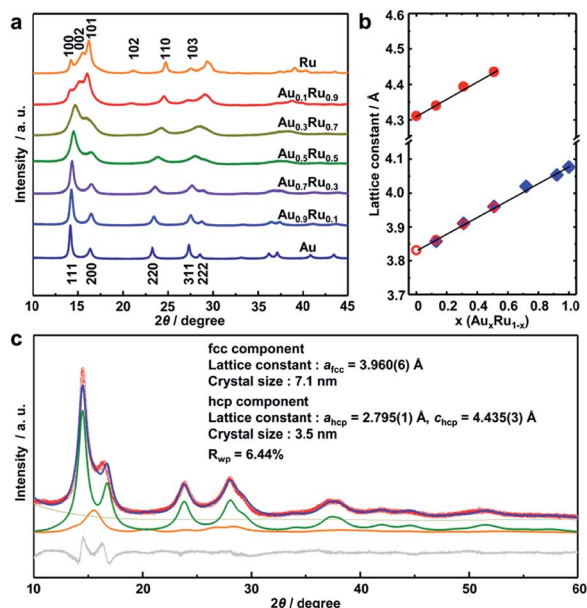 a
100
002
101
102
110
103
Ru
Au0.1Ru0.9
Au0.3Ru0.7
Au0.5Ru0.5
Au0.7Ru0.3
Au0.9Ru0.1
Au
111
200
220
311
222
Intensity / a. u.
10 15 20 25 30 35 40 45
2θ / degree
b
4.6
4.5
4.4
4.3
4.1
4.0
3.9
3.8
3.7
Lattice constant / Å
0 0.2 0.4 0.6 0.8 1.0
x (AuxRu1-x)
c
fcc component
Lattice constant : afcc = 3.960(6) Å
Crystal size : 7.1 nm
hcp component
Lattice constant : ahcp = 2.795(1) Å, chcp = 4.435(3) Å
Crystal size : 3.5 nm
Rwp = 6.44%
Intensity / a. u.
10 20 30 40 50 60
2θ / degree